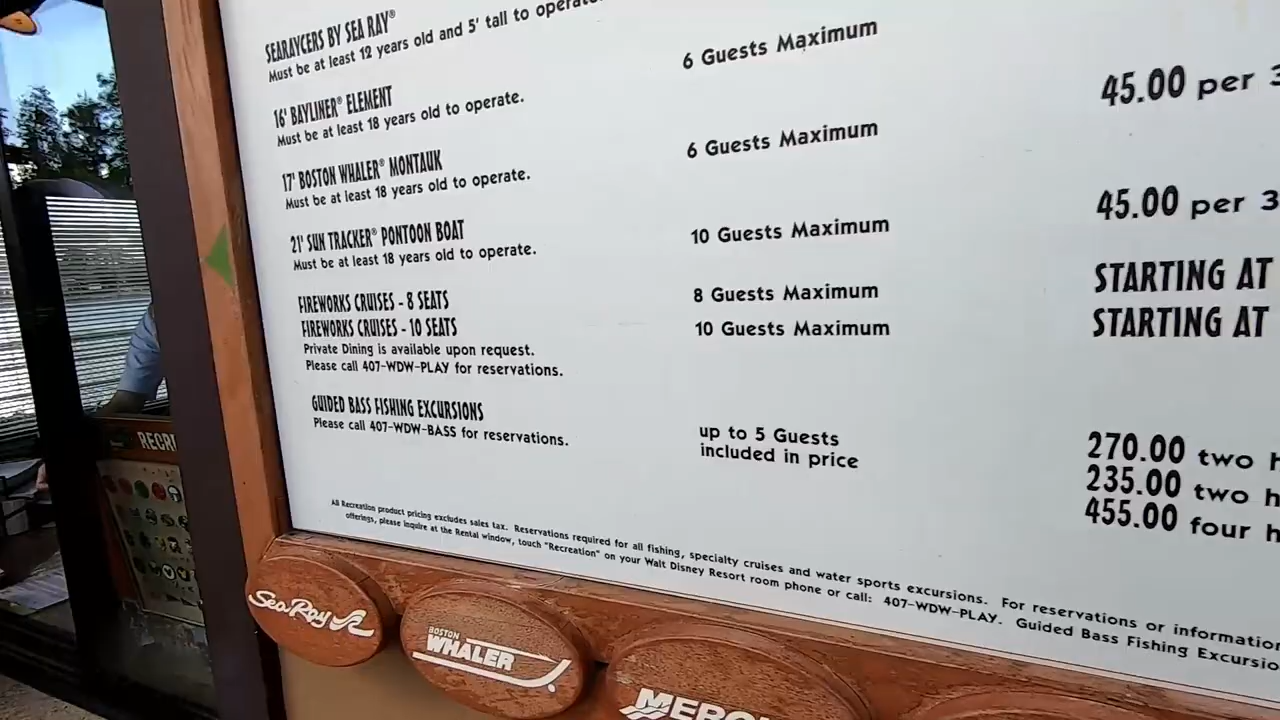 SEARAYCERS BY SEA RAY®
Must be at least 12 years old and 5' tall to operate.
6 Guests Maximum
16' BAYLINER® ELEMENT
Must be at least 18 years old to operate.
6 Guests Maximum
45.00 per 3
17' BOSTON WHALER® MONTAUK
Must be at least 18 years old to operate.
10 Guests Maximum
45.00 per 3
21' SUN TRACKER® PONTOON BOAT
Must be at least 18 years old to operate.
FIREWORKS CRUISES - 8 SEATS
8 Guests Maximum
STARTING AT
FIREWORKS CRUISES - 10 SEATS
10 Guests Maximum
STARTING AT
Private Dining is available upon request.
Please call 407-WDW-PLAY for reservations.
GUIDED BASS FISHING EXCURSIONS
Please call 407-WDW-BASS for reservations.
up to 5 Guests
included in price
270.00 two h
235.00 two h
455.00 four h
All Recreation product pricing excludes sales tax. Reservations required for all fishing, specialty cruises and water sports excursions. For reservations or informatio
offerings, please inquire at the Rental window, touch "Recreation" on your Walt Disney Resort room phone or call: 407-WDW-PLAY. Guided Bass Fishing Excursio
RECR
Sea Ray
BOSTON
WHALER
MERCU